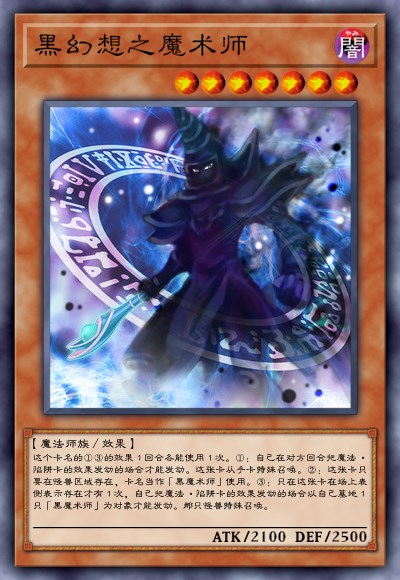 黑幻想之魔术师
やみ
闇
【魔法师族/效果】
这个卡名的①③的效果1回合各能使用1次。①：自己在对方回合把魔法·
陷阱卡的效果发动的场合才能发动。这张卡从手卡特殊召唤。②：这张卡只
要在怪兽区域存在，卡名当作「黑魔术师」使用。③：只在这张卡在场上表
侧表示存在才有1次，自己把魔法·陷阱卡的效果发动的场合以自己墓地1
只「黑魔术师」为对象才能发动。那只怪兽特殊召唤。
ATK/2100 DEF/2500